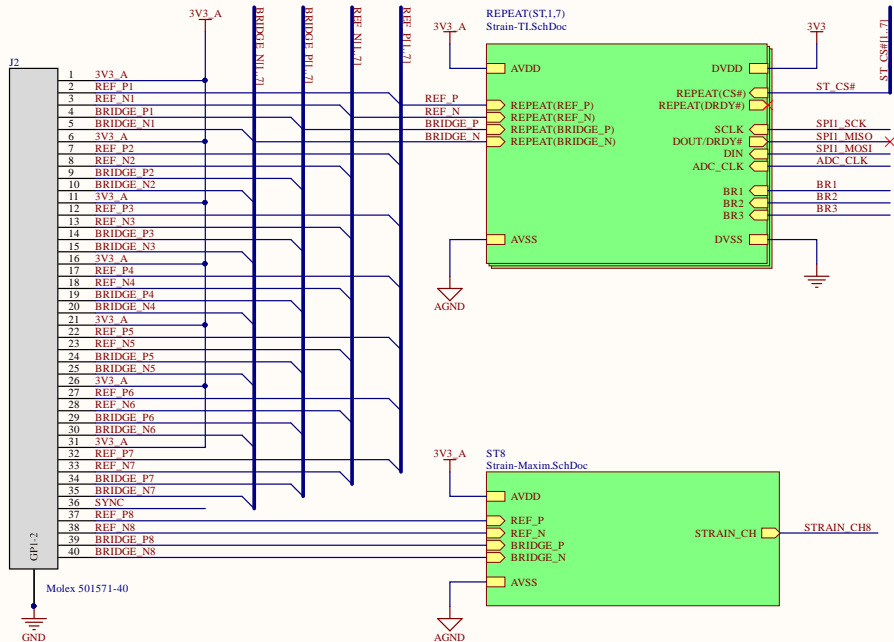 J2
1 3V3_A
2 REF_P1
3 REF_N1
4 BRIDGE_P1
5 BRIDGE_N1
6 3V3_A
7 REF_P2
8 REF_N2
9 BRIDGE_P2
10 BRIDGE_N2
11 3V3_A
12 REF_P3
13 REF_N3
14 BRIDGE_P3
15 BRIDGE_N3
16 3V3_A
17 REF_P4
18 REF_N4
19 BRIDGE_P4
20 BRIDGE_N4
21 3V3_A
22 REF_P5
23 REF_N5
24 BRIDGE_P5
25 BRIDGE_N5
26 3V3_A
27 REF_P6
28 REF_N6
29 BRIDGE_P6
30 BRIDGE_N6
31 3V3_A
32 REF_P7
33 REF_N7
34 BRIDGE_P7
35 BRIDGE_N7
36 SYNC
37 REF_P8
38 REF_N8
39 BRIDGE_P8
40 BRIDGE_N8
GP1-2
Molex 501571-40
GND
3V3_A
BRIDGE_N[1..7]
BRIDGE_P[1..7]
REF_N[1..7]
REF_P[1..7]
REPEAT(ST,1,7)
Strain-TI.SchDoc
3V3_A
3V3
AVDD
DVDD
REF_P
REF_N
BRIDGE_P
BRIDGE_N
REPEAT(REF_P)
REPEAT(REF_N)
REPEAT(BRIDGE_P)
REPEAT(BRIDGE_N)
REPEAT(CS#)
REPEAT(DRDY#)
SCLK
DOUT/DRDY#
DIN
ADC_CLK
BR1
BR2
BR3
AVSS
DVSS
AGND
ST_CS#
ST_CS#[1..7]
SPI1_SCK
SPI1_MISO
SPI1_MOSI
ADC_CLK
BR1
BR2
BR3
ST8
Strain-Maxim.SchDoc
3V3_A
AVDD
REF_P
REF_N
BRIDGE_P
BRIDGE_N
AVSS
STRAIN_CH
STRAIN_CH8
AGND